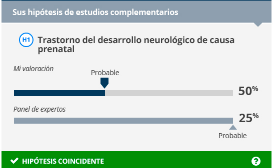 Sus hipótesis de estudios complementarios
H1
Trastorno del desarrollo neurológico de causa
prenatal
Mi valoración
Probable
50%
Panel de expertos
25%
Probable
HIPÓTESIS COINCIDENTE
?